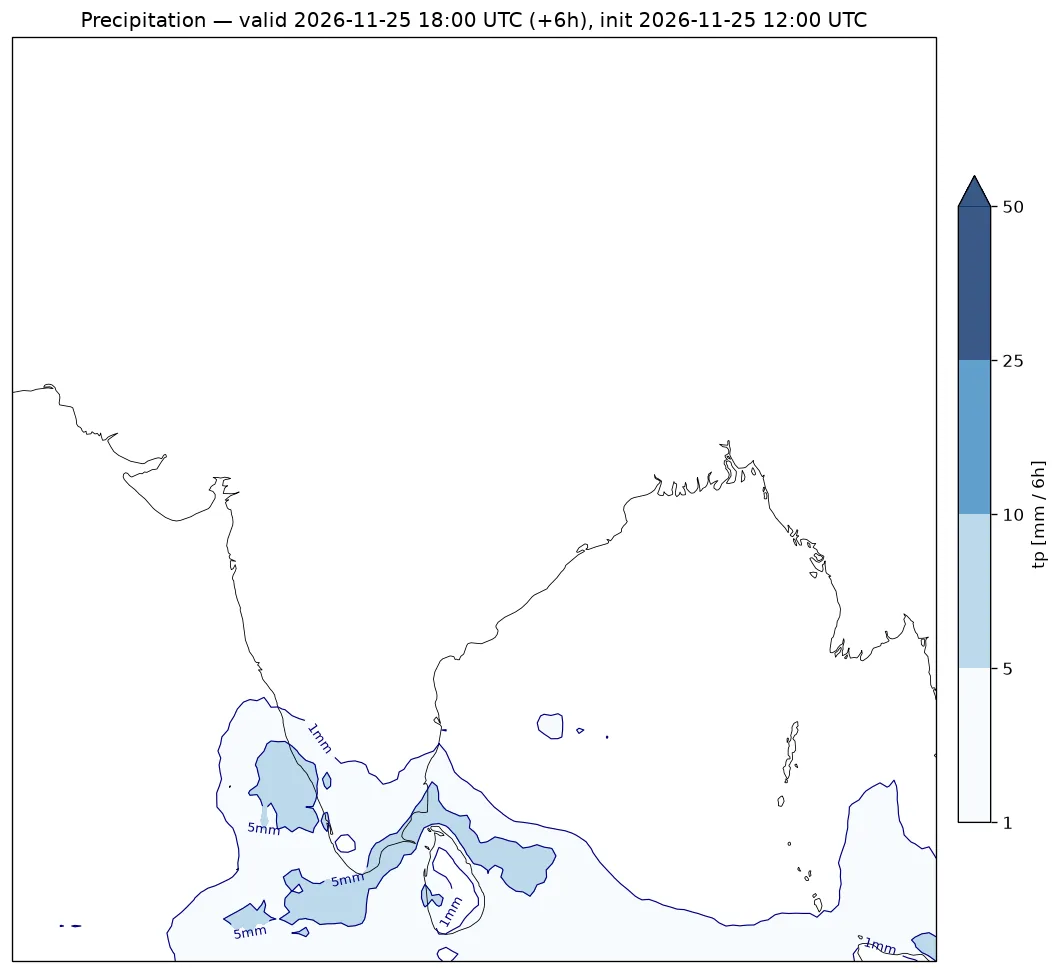 Precipitation — valid 2026-11-25 18:00 UTC (+6h), init 2026-11-25 12:00 UTC
50
25
10
5
1
tp [mm / 6h]
1mm
5mm
5mm
1mm
5mm
1mm